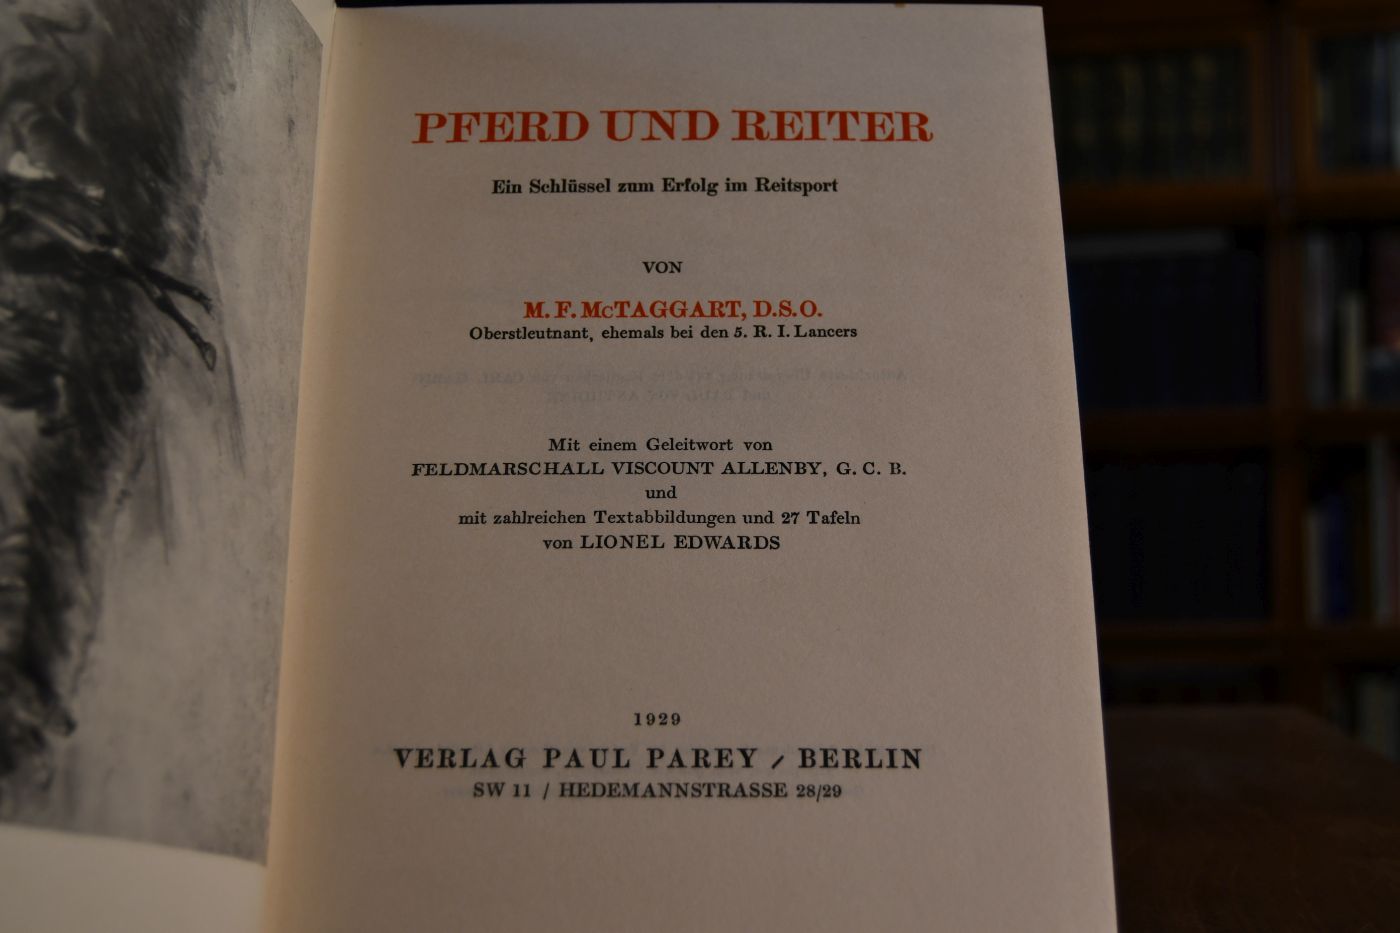 PFERD UND REITER
Ein Schlüssel zum Erfolg im Reitsport
VON
M. F. McTAGGART, D.S.O.
Oberstleutnant, ehemals bei den 5. R. I. Lancers
Mit einem Geleitwort von
FELDMARSCHALL VISCOUNT ALLENBY, G. C. B.
und
mit zahlreichen Textabbildungen und 27 Tafeln
von LIONEL EDWARDS
1929
VERLAG PAUL PAREY / BERLIN
SW 11 / HEDEMANNSTRASSE 28/29